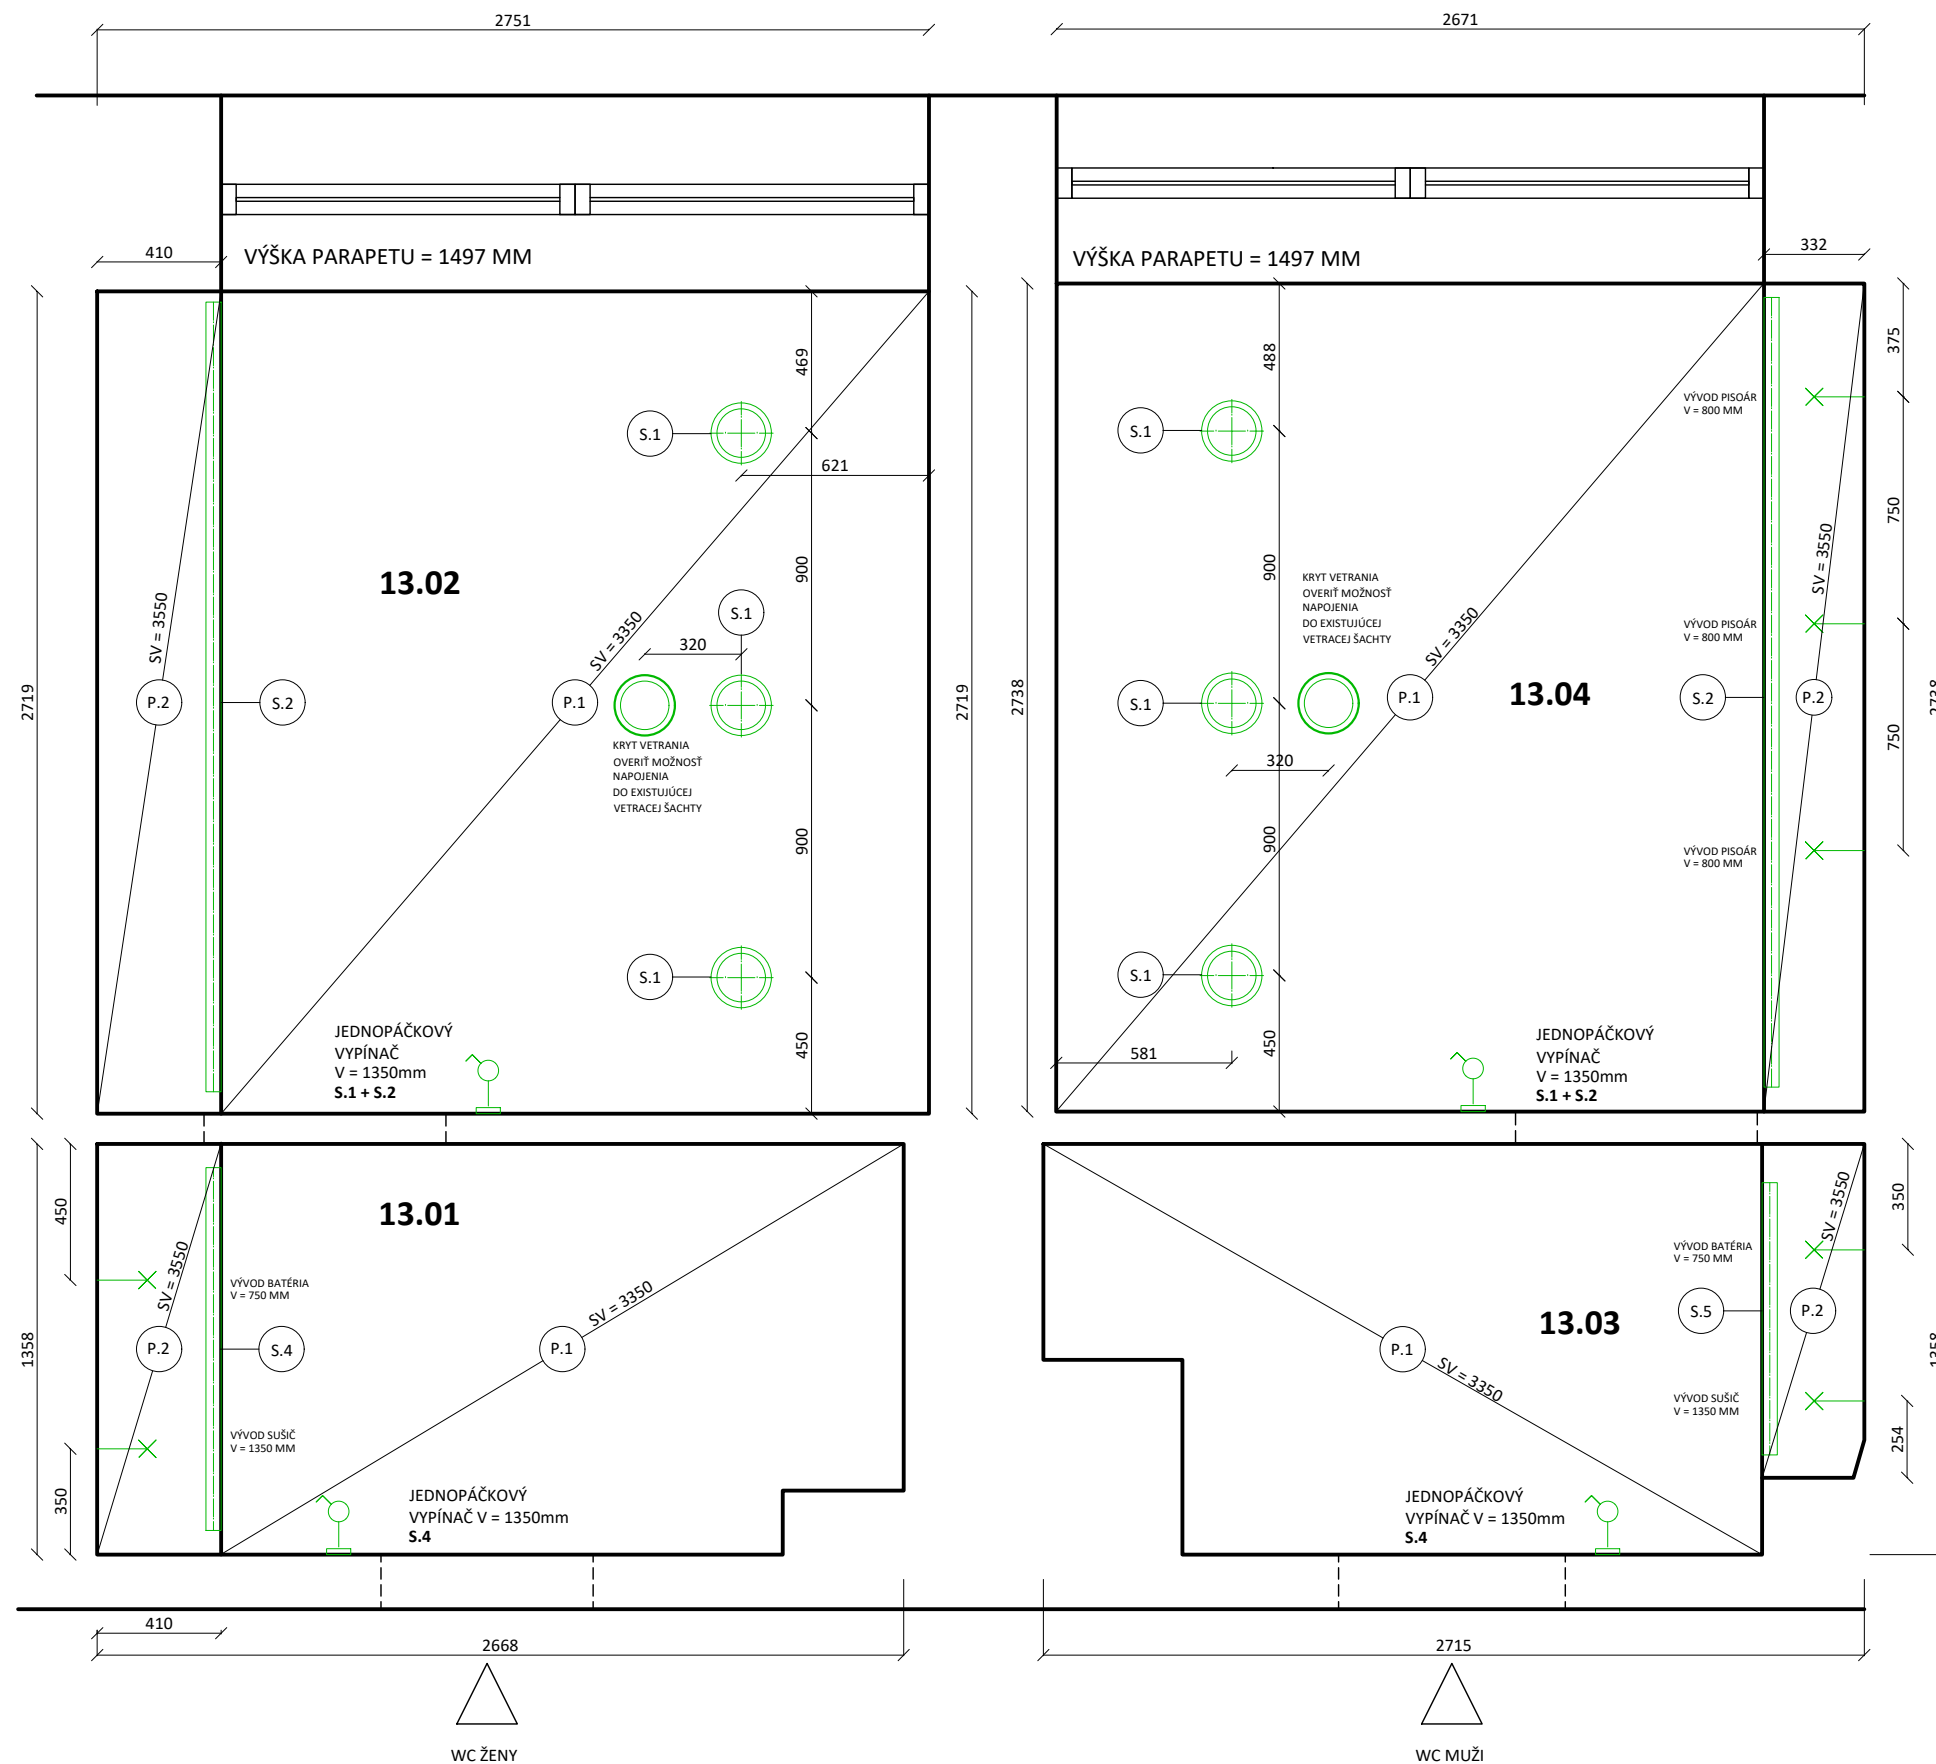 2751
2671
410
VÝŠKA PARAPETU = 1497 MM
VÝŠKA PARAPETU = 1497 MM
332
469
488
375
S.1
S.1
VÝVOD PISOÁR
V = 800 MM
621
SV = 3550
13.02
900
S.1
SV = 3350
320
2719
P.2
S.2
P.1
KRYT VETRANIA
OVERIŤ MOŽNOSŤ
NAPOJENIA
DO EXISTUJÚCEJ
VETRACEJ ŠACHTY
2719
2738
900
KRYT VETRANIA
OVERIŤ MOŽNOSŤ
NAPOJENIA
DO EXISTUJÚCEJ
VETRACEJ ŠACHTY
SV = 3350
S.1
P.1
13.04
S.2
320
750
SV = 3550
VÝVOD PISOÁR
V = 800 MM
P.2
2738
750
900
900
VÝVOD PISOÁR
V = 800 MM
S.1
S.1
JEDNOPÁČKOVÝ
VYPÍNAČ
V = 1350mm
S.1 + S.2
450
581
450
JEDNOPÁČKOVÝ
VYPÍNAČ
V = 1350mm
S.1 + S.2
450
13.01
SV = 3550
VÝVOD BATÉRIA
V = 750 MM
SV = 3350
1358
P.2
S.4
P.1
VÝVOD SUŠIČ
V = 1350 MM
350
JEDNOPÁČKOVÝ
VYPÍNAČ V = 1350mm
S.4
SV = 3550
350
VÝVOD BATÉRIA
V = 750 MM
13.03
S.5
P.2
P.1
SV = 3350
1358
VÝVOD SUŠIČ
V = 1350 MM
254
JEDNOPÁČKOVÝ
VYPÍNAČ V = 1350mm
S.4
410
2668
2715
WC ŽENY
WC MUŽI